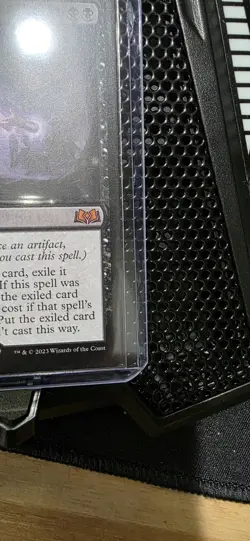 ce an artifact,
ou cast this spell.)
card, exile it
If this spell was
the exiled card
cost if that spell's
Put the exiled card
't cast this way.
™ & © 2023 Wizards of the Coast